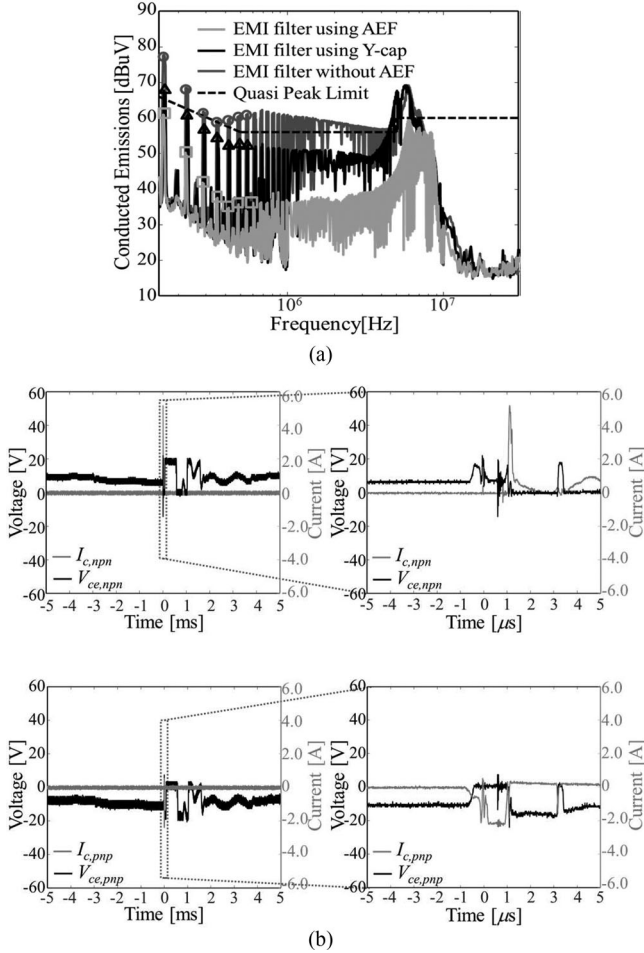 90
80
70
60
50
40
30
20
10
Conducted Emissions [dBuV]
EMI filter using AEF
EMI filter using Y-cap
EMI filter without AEF
Quasi Peak Limit
10⁶ 10⁷
Frequency[Hz]
(a)
60
40
20
0
-20
-40
-60
Voltage [V]
6.0
4.0
2.0
0
-2.0
-4.0
-6.0
Current [A]
I_c,npn
V_ce,npn
-5 -4 -3 -2 -1 0 1 2 3 4 5
Time [ms]
60
40
20
0
-20
-40
-60
Voltage [V]
6.0
4.0
2.0
0
-2.0
-4.0
-6.0
Current [A]
I_c,npn
V_ce,npn
-5 -4 -3 -2 -1 0 1 2 3 4 5
Time [μs]
60
40
20
0
-20
-40
-60
Voltage [V]
6.0
4.0
2.0
0
-2.0
-4.0
-6.0
Current [A]
I_c,pnp
V_ce,pnp
-5 -4 -3 -2 -1 0 1 2 3 4 5
Time [ms]
60
40
20
0
-20
-40
-60
Voltage [V]
6.0
4.0
2.0
0
-2.0
-4.0
-6.0
Current [A]
I_c,pnp
V_ce,pnp
-5 -4 -3 -2 -1 0 1 2 3 4 5
Time [μs]
(b)